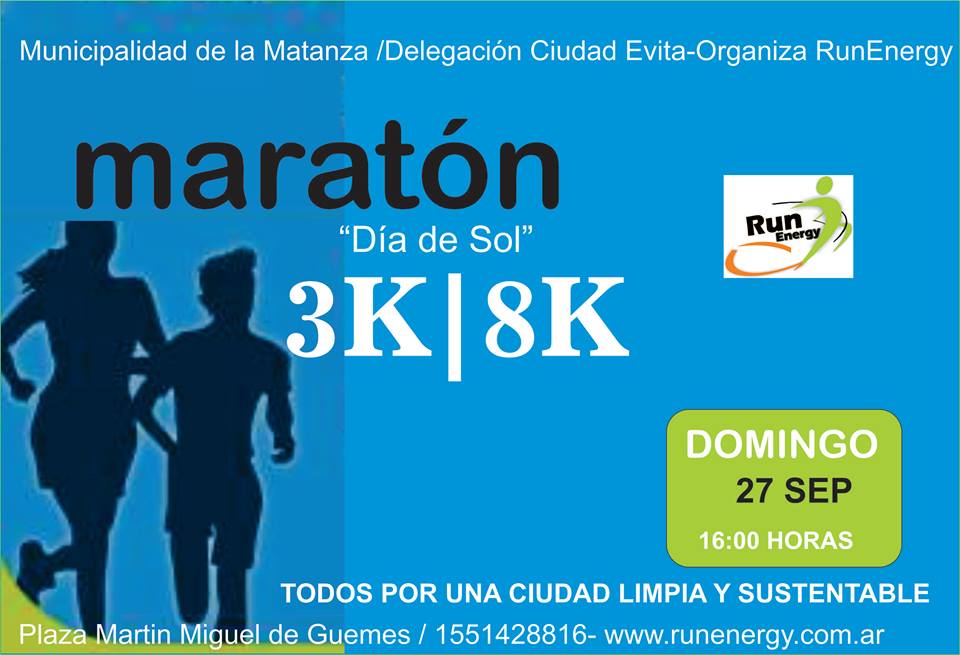 Municipalidad de la Matanza /Delegación Ciudad Evita-Organiza RunEnergy
maratón
“Día de Sol”
3K|8K
Run
Energy
DOMINGO
27 SEP
16:00 HORAS
TODOS POR UNA CIUDAD LIMPIA Y SUSTENTABLE
Plaza Martin Miguel de Guemes / 1551428816- www.runenergy.com.ar